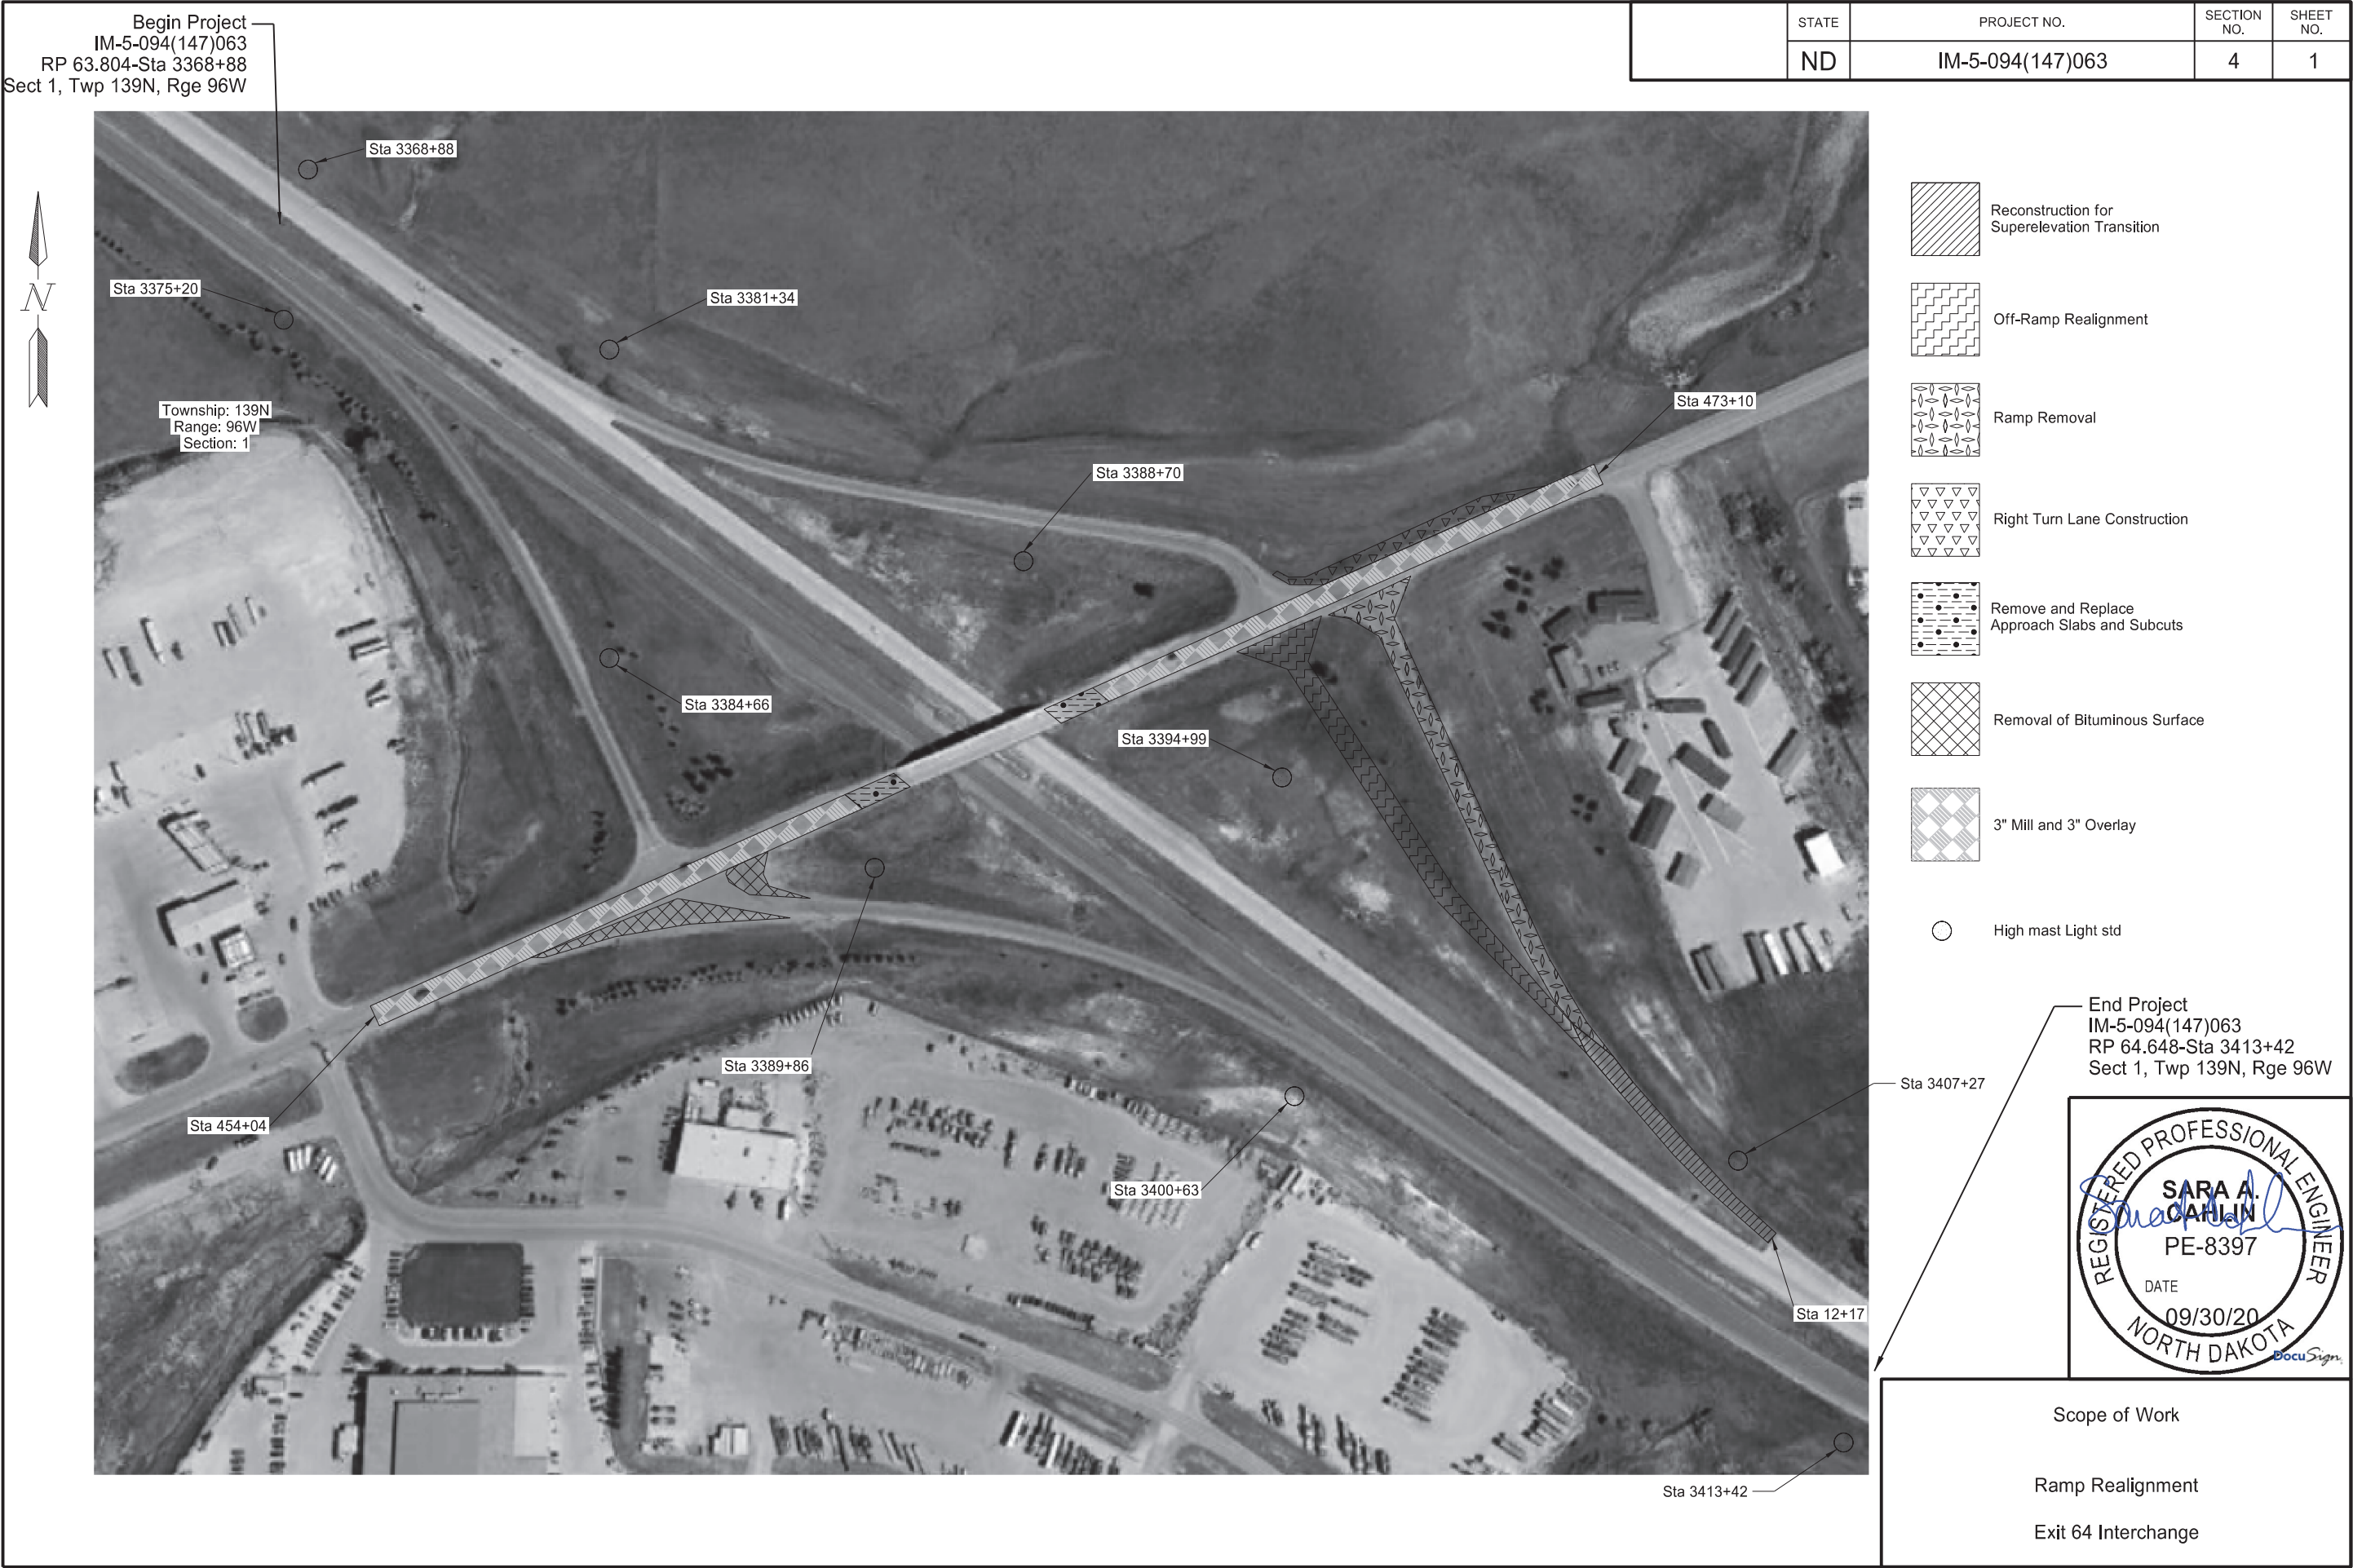 Begin Project
IM-5-094(147)063
RP 63.804-Sta 3368+88
Sect 1, Twp 139N, Rge 96W
STATE
PROJECT NO.
SECTION NO.
SHEET NO.
ND
IM-5-094(147)063
4
1
Sta 3368+88
N
Sta 3375+20
Sta 3381+34
Township: 139N
Range: 96W
Section: 1
Sta 473+10
Sta 3388+70
Sta 3384+66
Sta 3394+99
Sta 3389+86
Sta 454+04
Sta 3400+63
Sta 3407+27
Sta 12+17
Sta 3413+42
Reconstruction for
Superelevation Transition
Off-Ramp Realignment
Ramp Removal
Right Turn Lane Construction
Remove and Replace
Approach Slabs and Subcuts
Removal of Bituminous Surface
3" Mill and 3" Overlay
High mast Light std
End Project
IM-5-094(147)063
RP 64.648-Sta 3413+42
Sect 1, Twp 139N, Rge 96W
REGISTERED PROFESSIONAL ENGINEER
SARA A.
CAHLIN
PE-8397
DATE
09/30/20
NORTH DAKOTA
DocuSign
Scope of Work
Ramp Realignment
Exit 64 Interchange